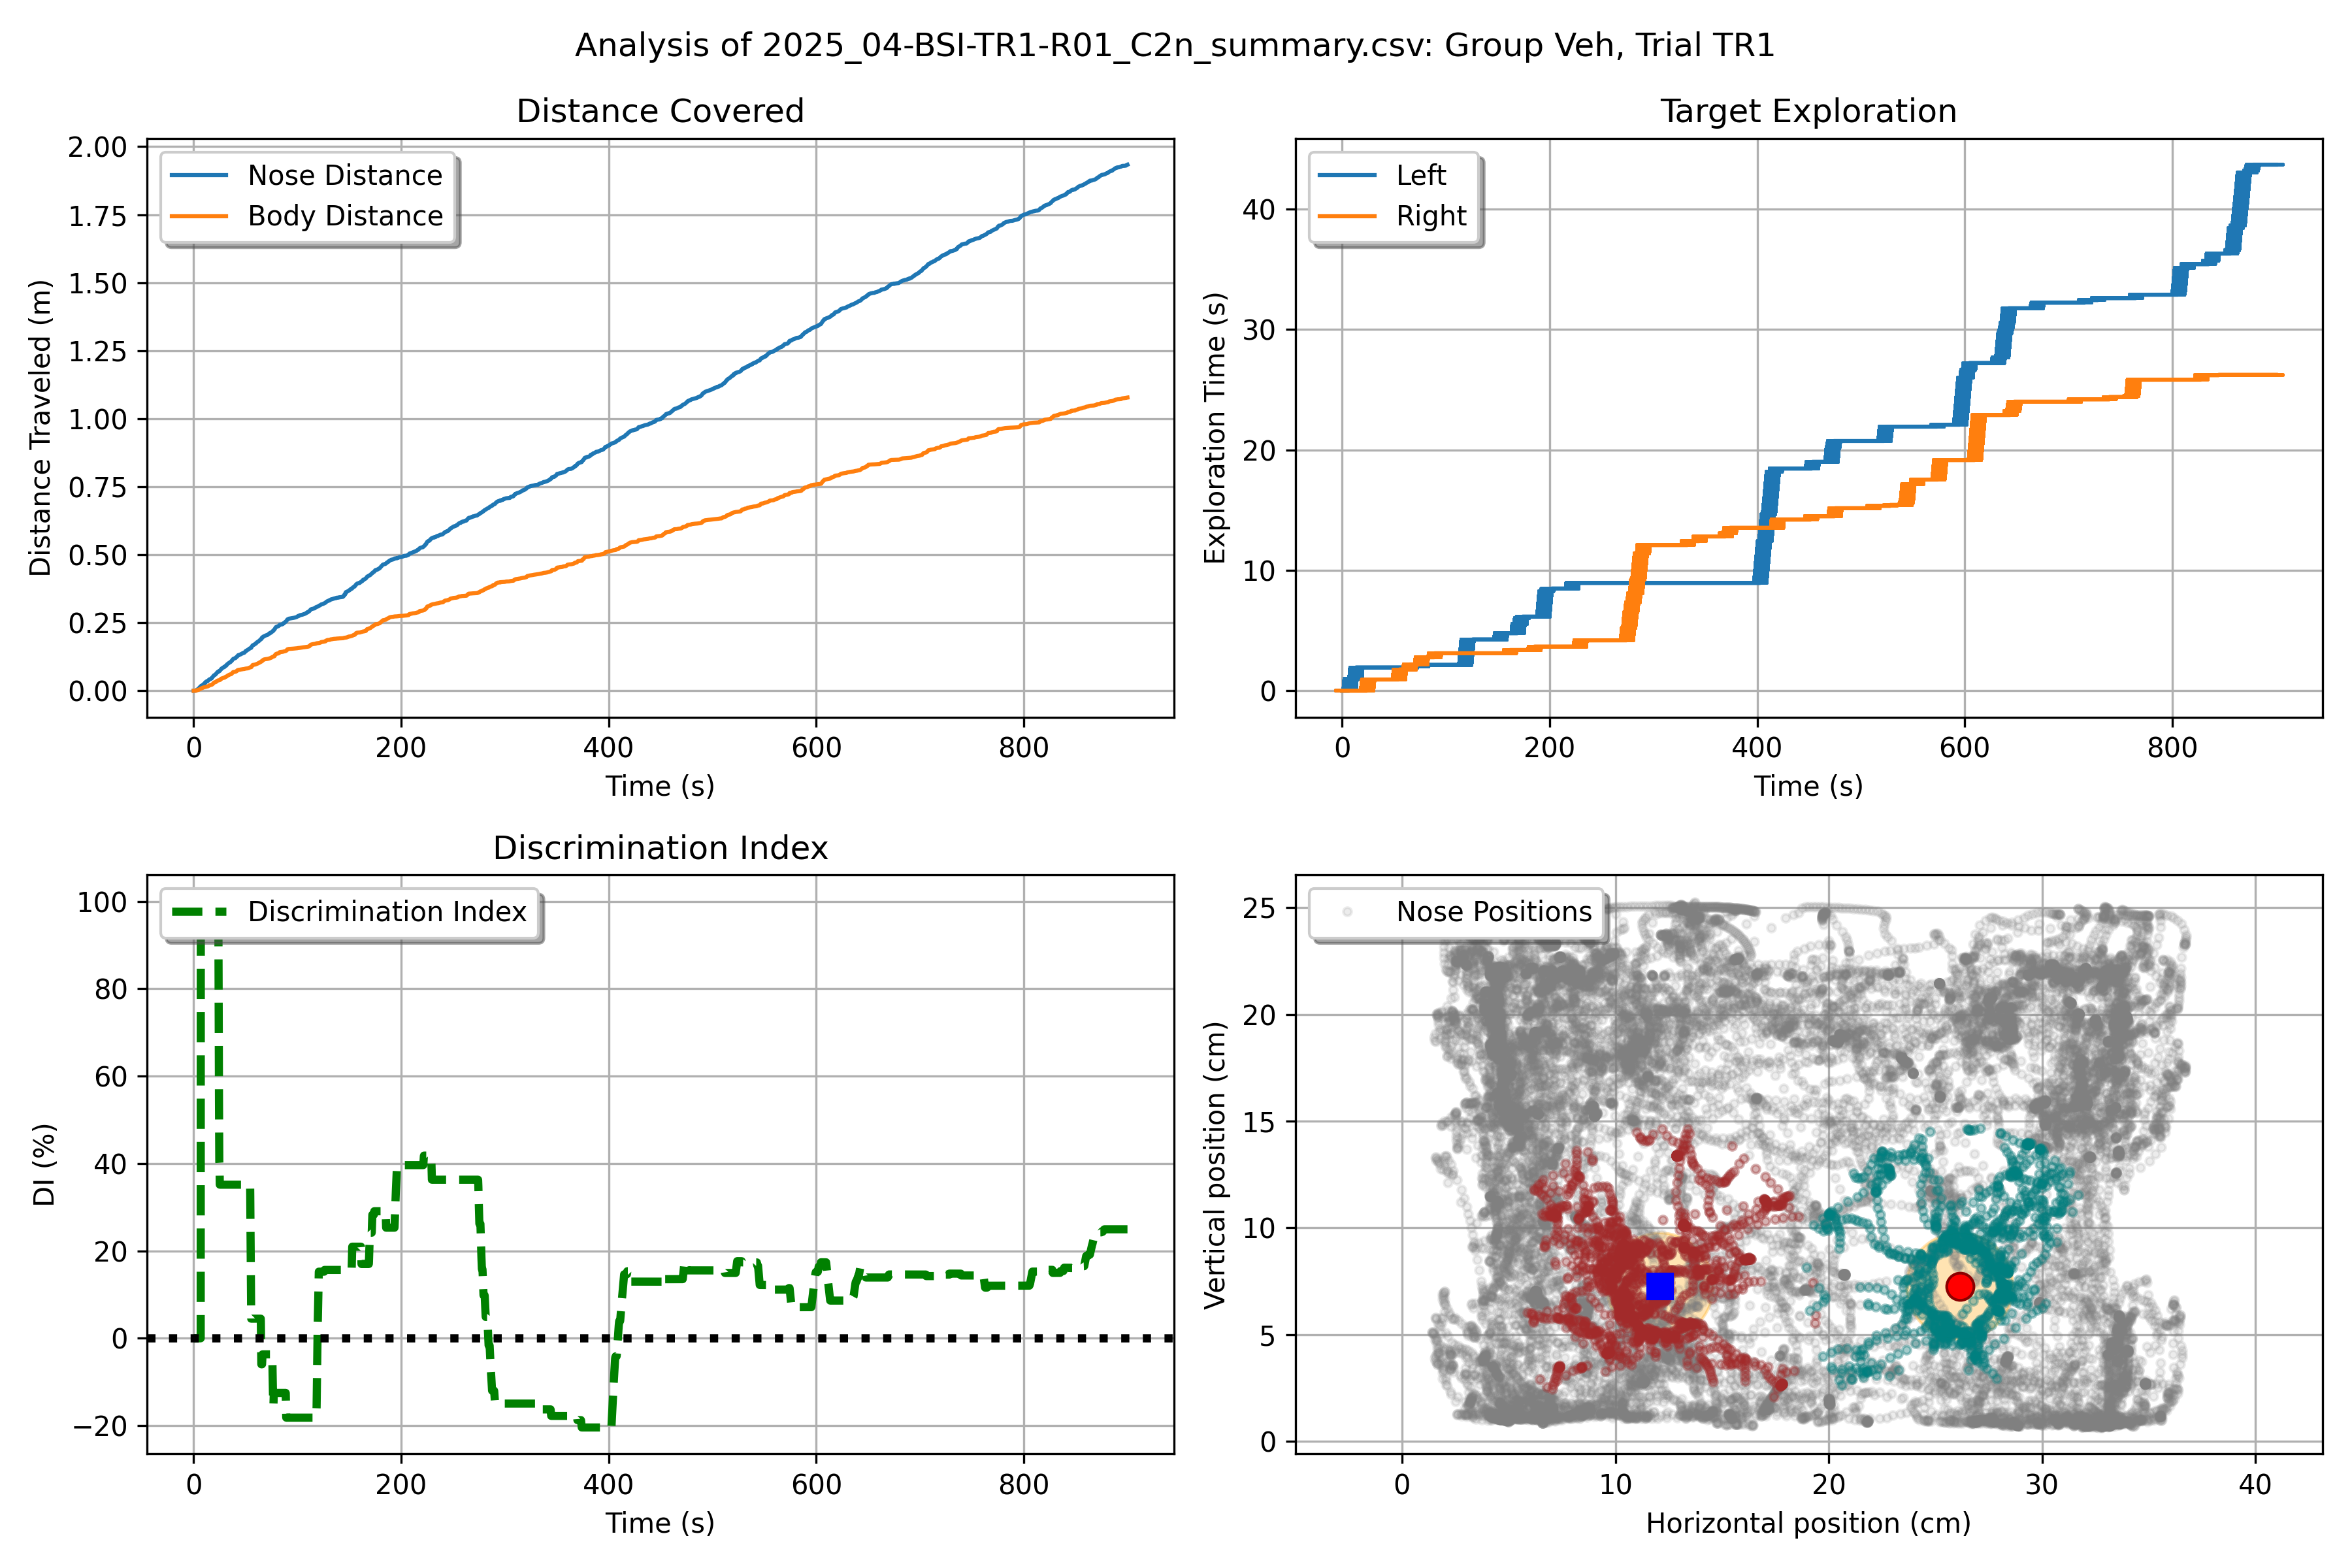 Analysis of 2025_04-BSI-TR1-R01_C2n_summary.csv: Group Veh, Trial TR1
Distance Covered
Nose Distance
Body Distance
2.00
1.75
1.50
1.25
1.00
0.75
0.50
0.25
0.00
Distance Traveled (m)
0 200 400 600 800
Time (s)
Target Exploration
Left
Right
40
30
20
10
0
Exploration Time (s)
0 200 400 600 800
Time (s)
Discrimination Index
Discrimination Index
100
80
60
40
20
0
−20
DI (%)
0 200 400 600 800
Time (s)
Nose Positions
25
20
15
10
5
0
Vertical position (cm)
0 10 20 30 40
Horizontal position (cm)